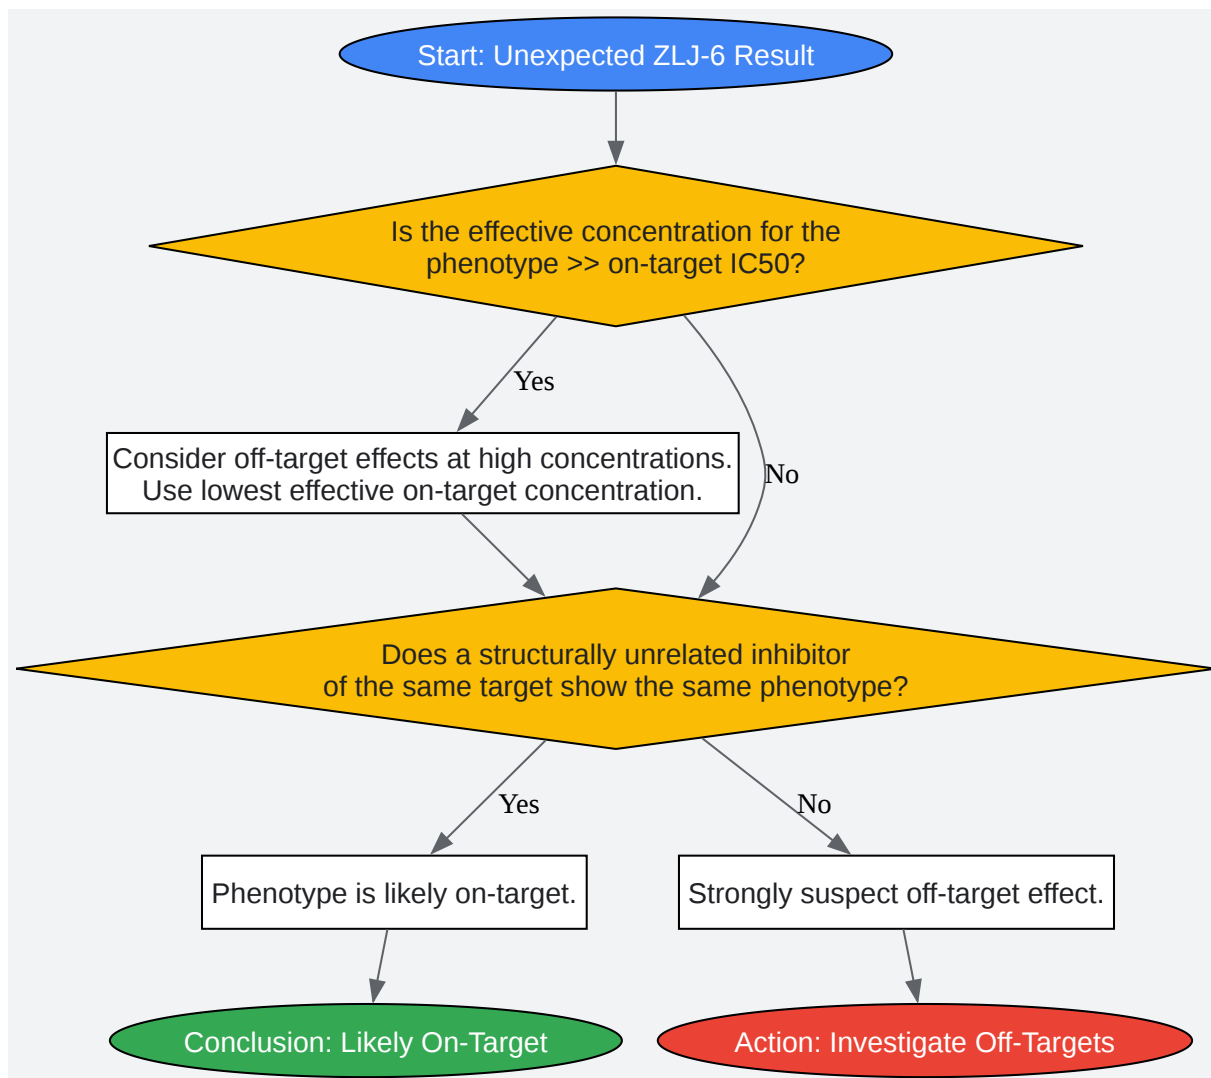 Start: Unexpected ZLJ-6 Result
Is the effective concentration for the
phenotype >> on-target IC50?
Yes
Consider off-target effects at high concentrations.
Use lowest effective on-target concentration.
No
Does a structurally unrelated inhibitor
of the same target show the same phenotype?
Yes
No
Phenotype is likely on-target.
Strongly suspect off-target effect.
Conclusion: Likely On-Target
Action: Investigate Off-Targets